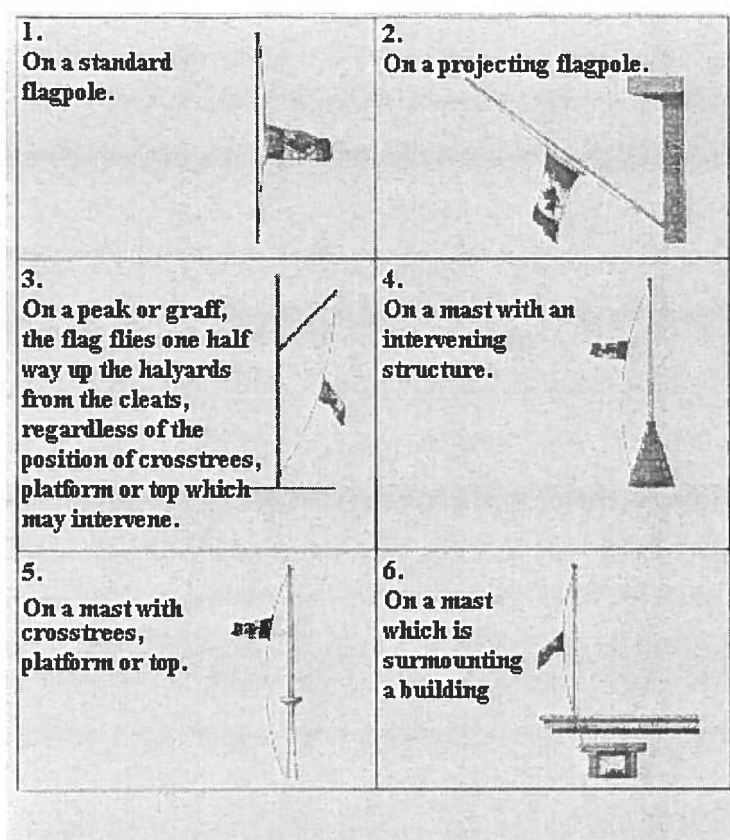 1.
On a standard
flagpole.
2.
On a projecting flagpole.
3.
On a peak or graff,
the flag flies one half
way up the halyards
from the cleats,
regardless of the
position of crosstrees,
platform or top which
may intervene.
4.
On a mast with an
intervening
structure.
5.
On a mast with
crosstrees,
platform or top.
6.
On a mast
which is
surmounting
a building